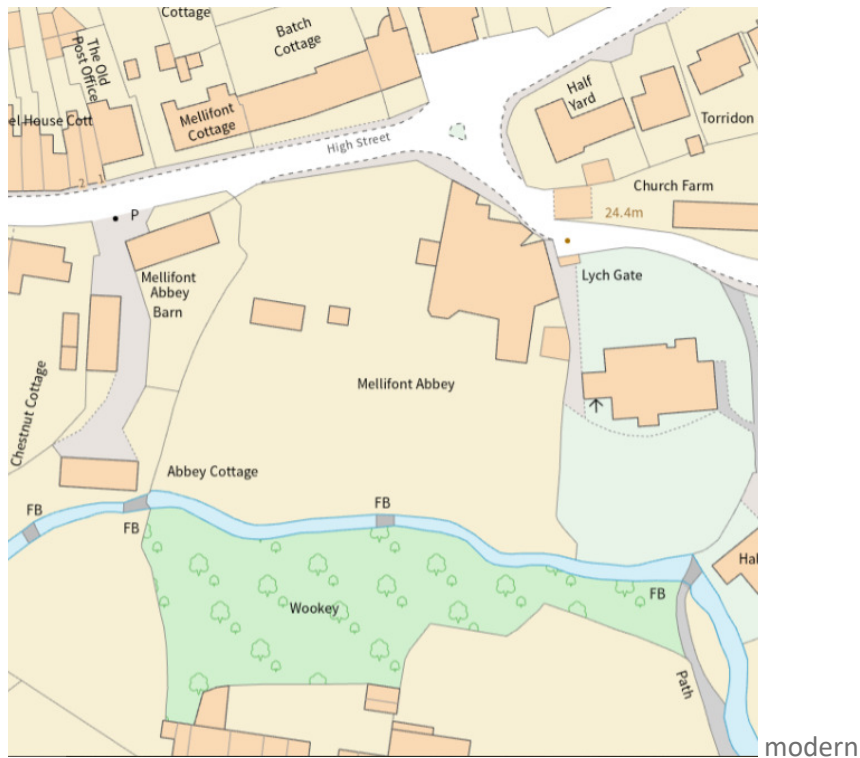 Cottage
Batch
Cottage
The Old
Post Office
Half
Yard
Mellifont
Cottage
Torridon
el House Cott
High Street
2
1
Church Farm
P
24.4m
Mellifont
Abbey
Barn
Lych Gate
Mellifont Abbey
Chestnut Cottage
Abbey Cottage
FB
FB
FB
Hal
FB
Wookey
Path
modern